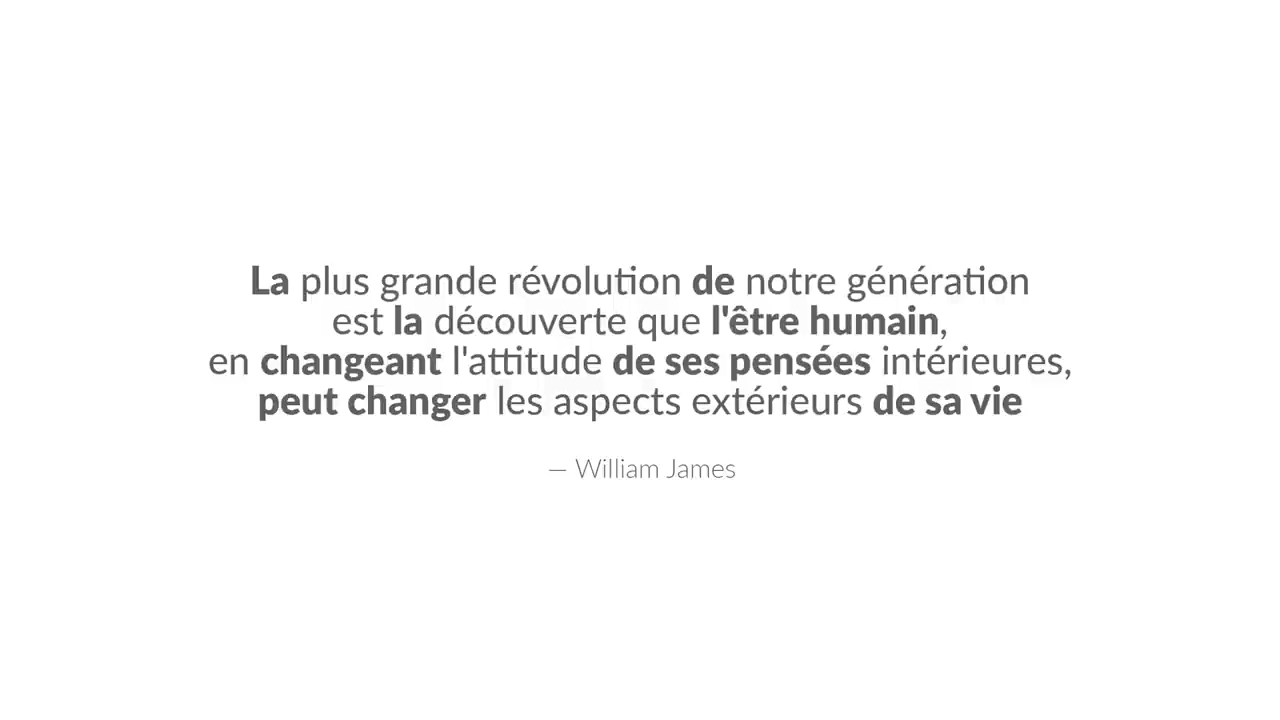 La plus grande révolution de notre génération
est la découverte que l'être humain,
en changeant l'attitude de ses pensées intérieures,
peut changer les aspects extérieurs de sa vie
— William James